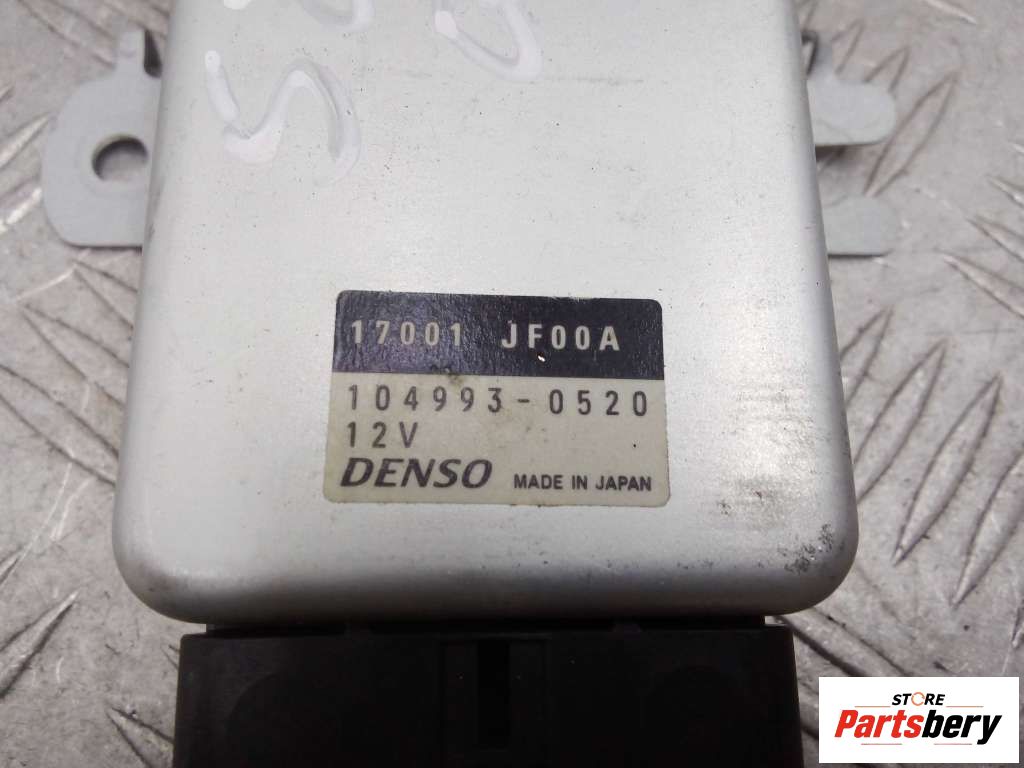 17001 JF00A
104993-0520
12V
DENSO MADE IN JAPAN
STORE
Partsbery